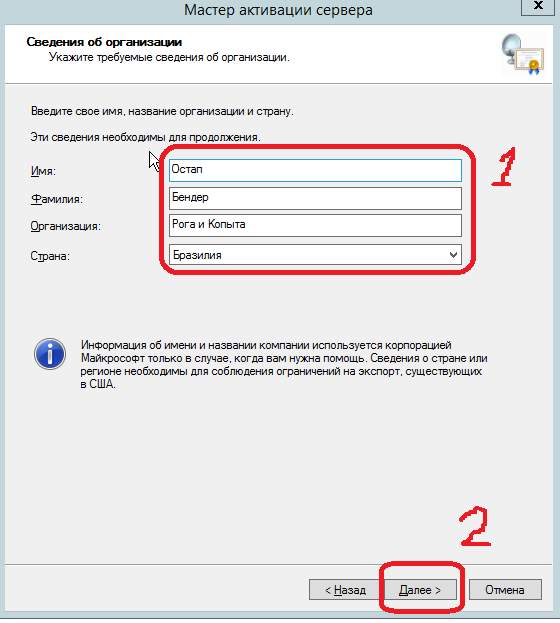 Мастер активации сервера
x
Сведения об организации
Укажите требуемые сведения об организации.
Введите свое имя, название организации и страну.
Эти сведения необходимы для продолжения.
Имя: Остап
1
Фамилия: Бендер
Организация: Рога и Копыта
Страна: Бразилия
Информация об имени и названии компании используется корпорацией
Майкрософт только в случае, когда вам нужна помощь. Сведения о стране или
регионе необходимы для соблюдения ограничений на экспорт, существующих
в США.
2
< Назад Далее > Отмена